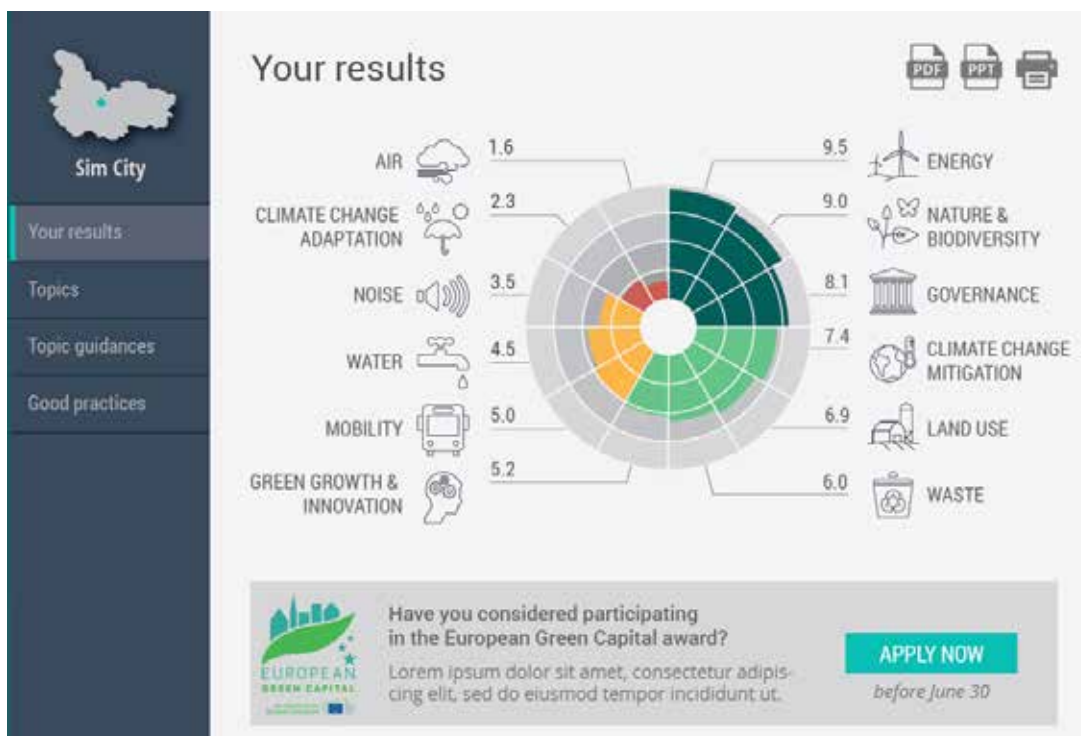 Your results
PDF
PPT
Sim City
Your results
Topics
Topic guidances
Good practices
AIR
1.6
CLIMATE CHANGE
ADAPTATION
2.3
NOISE
3.5
WATER
4.5
MOBILITY
5.0
GREEN GROWTH &
INNOVATION
5.2
9.5
ENERGY
9.0
NATURE &
BIODIVERSITY
8.1
GOVERNANCE
7.4
CLIMATE CHANGE
MITIGATION
6.9
LAND USE
6.0
WASTE
EUROPEAN
GREEN CAPITAL
Have you considered participating
in the European Green Capital award?
Lorem ipsum dolor sit amet, consectetur adipis-
cing elit, sed do eiusmod tempor incididunt ut.
APPLY NOW
before June 30